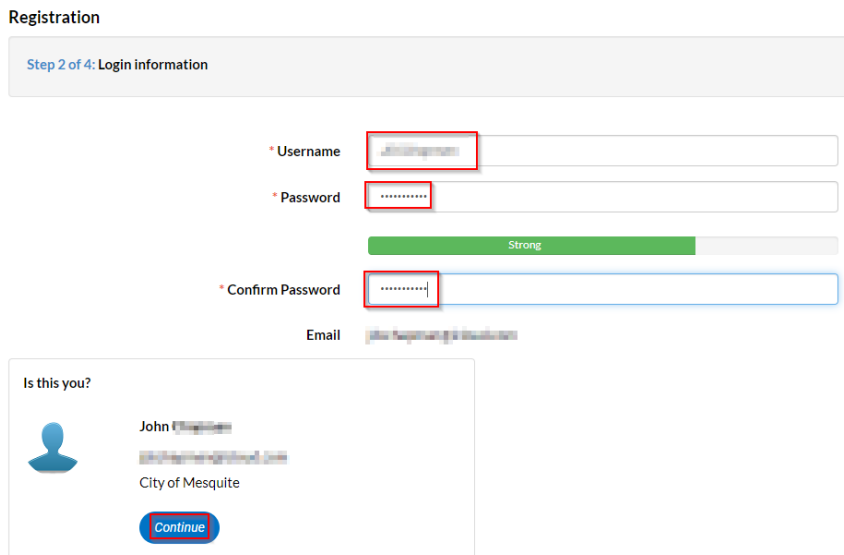 Registration
Step 2 of 4: Login information
* Username
* Password
Strong
* Confirm Password
Email
Is this you?
John
City of Mesquite
Continue